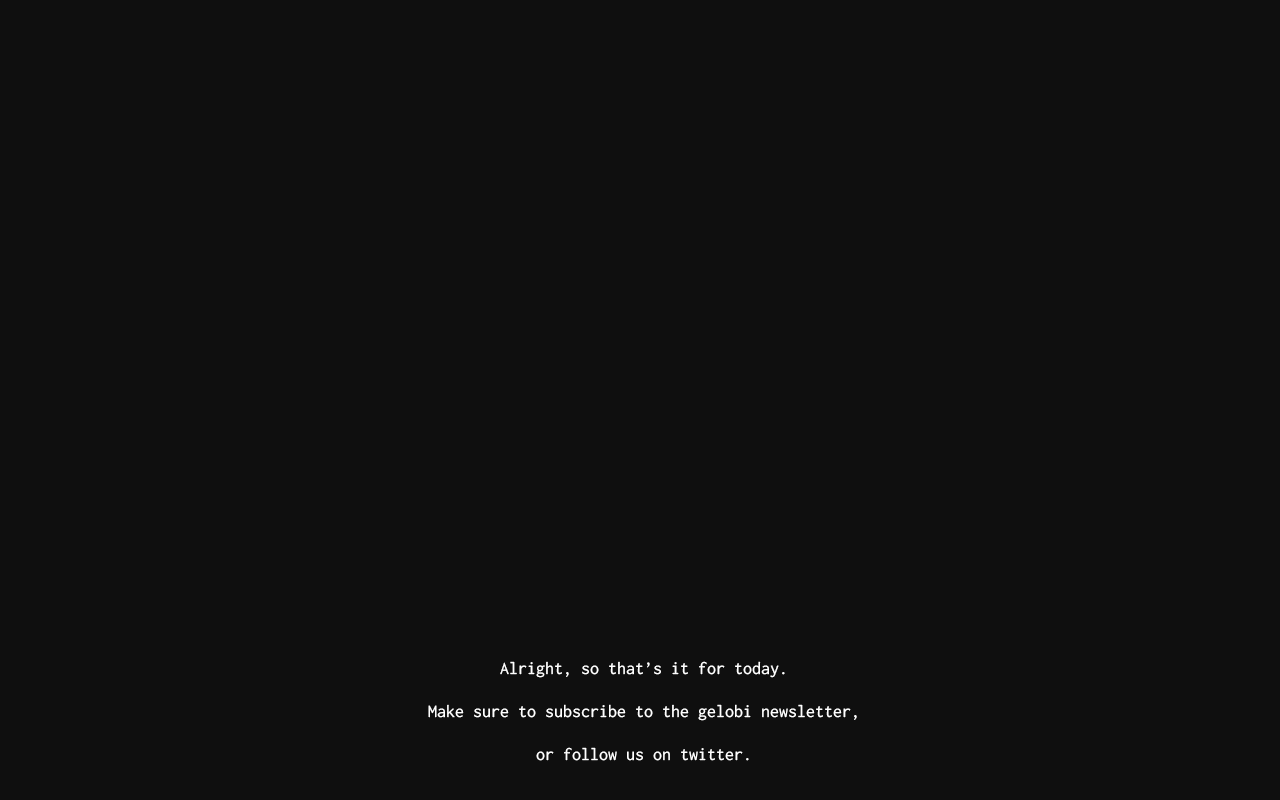 Alright, so that’s it for today.
Make sure to subscribe to the gelobi newsletter,
or follow us on twitter.